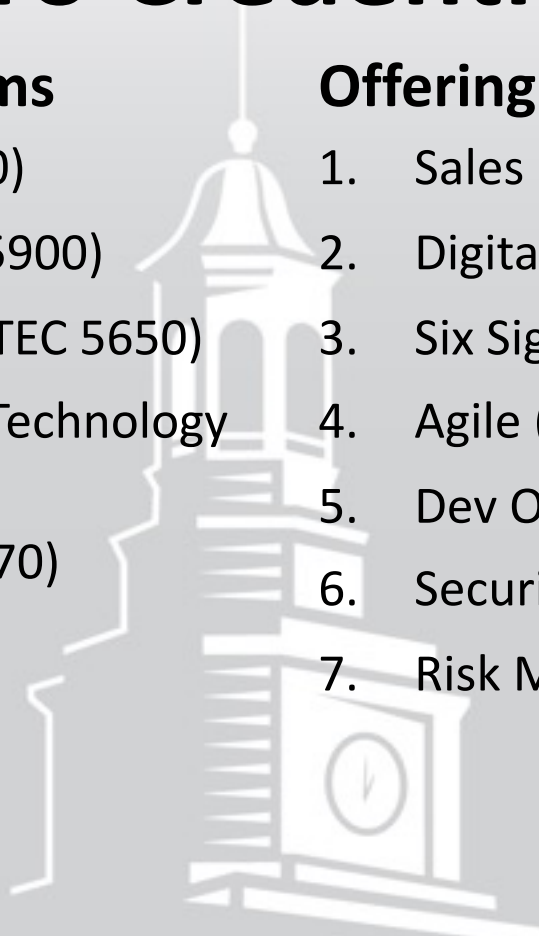 ms
0)
5900)
TEC 5650)
Technology
70)
Offering
1. Sales
2. Digita
3. Six Sig
4. Agile (
5. Dev O
6. Securi
7. Risk M